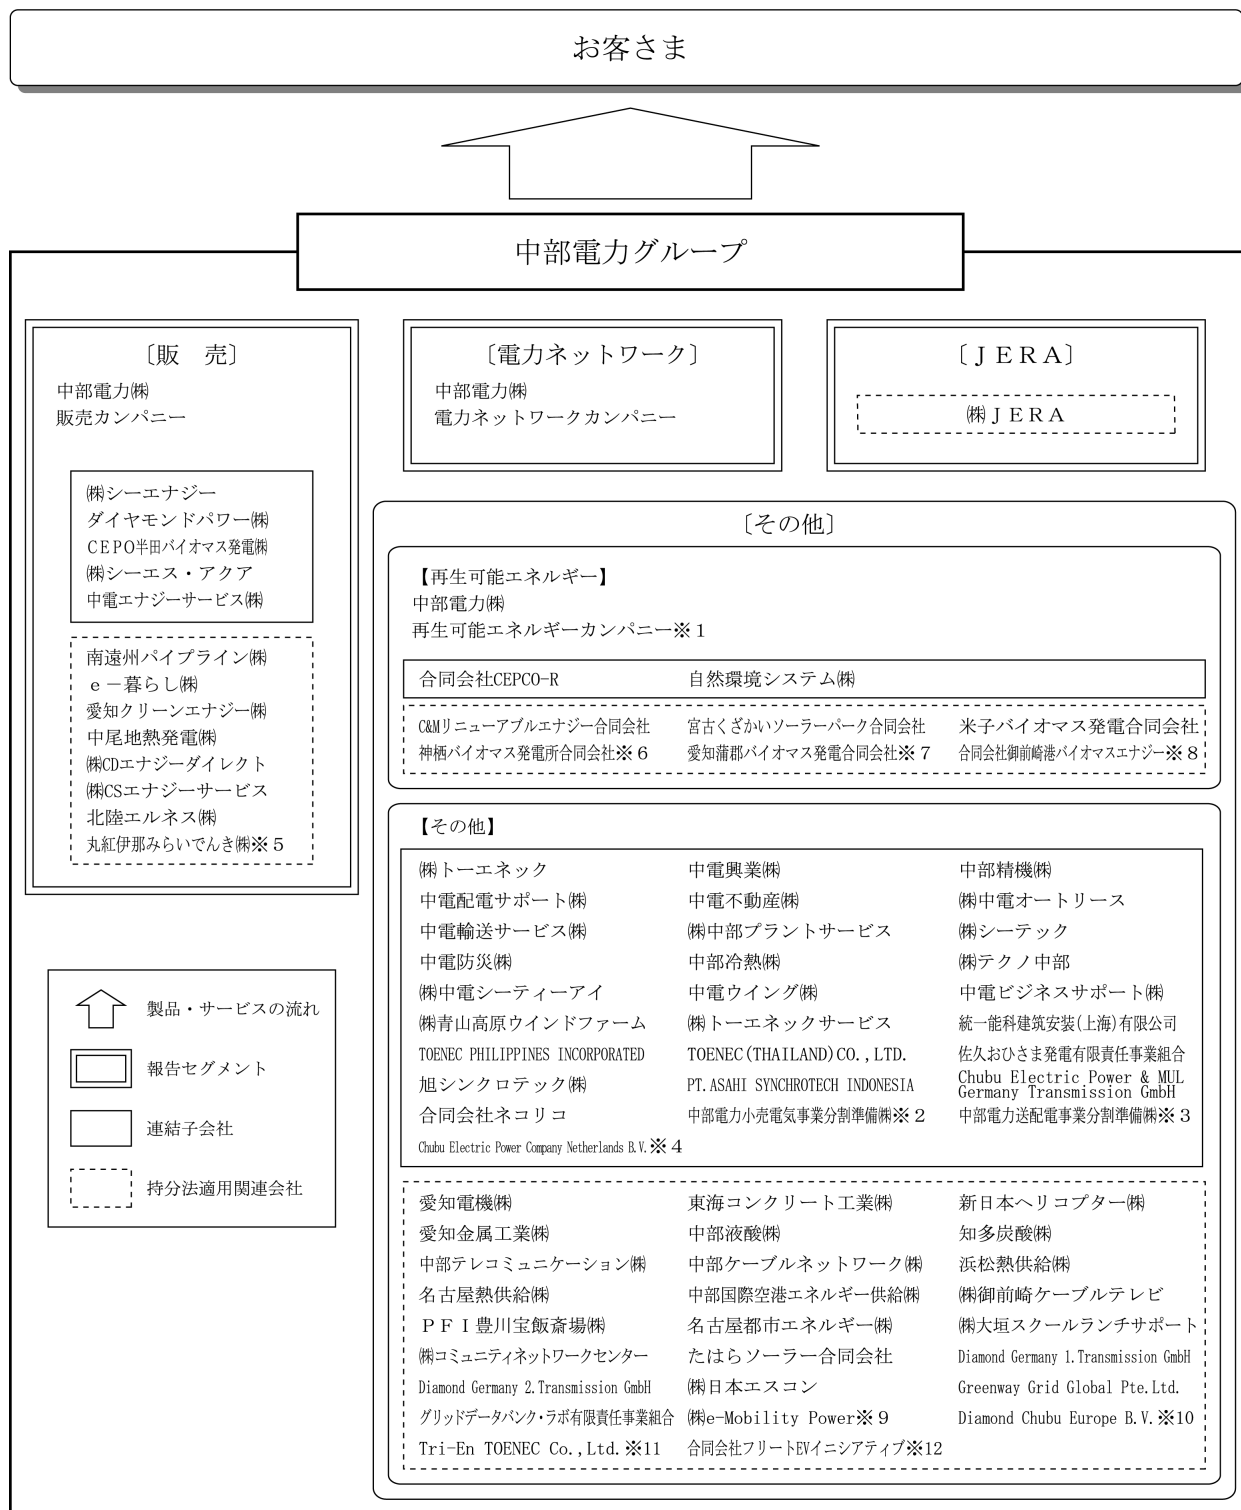 お客さま
中部電力グループ
〔販　売〕
中部電力㈱
販売カンパニー
㈱シーエナジー
ダイヤモンドパワー㈱
CEPO半田バイオマス発電㈱
㈱シーエス・アクア
中電エナジーサービス㈱
南遠州パイプライン㈱
ｅ－暮らし㈱
愛知クリーンエナジー㈱
中尾地熱発電㈱
㈱CDエナジーダイレクト
㈱CSエナジーサービス
北陸エルネス㈱
丸紅伊那みらいでんき㈱※５
〔電力ネットワーク〕
中部電力㈱
電力ネットワークカンパニー
〔ＪＥＲＡ〕
㈱ＪＥＲＡ
〔その他〕
【再生可能エネルギー】
中部電力㈱
再生可能エネルギーカンパニー※１
合同会社CEPCO-R 自然環境システム㈱
C&Mリニューアブルエナジー合同会社 宮古くざかいソーラーパーク合同会社 米子バイオマス発電合同会社
神栖バイオマス発電所合同会社※６ 愛知蒲郡バイオマス発電合同会社※７ 合同会社御前崎港バイオマスエナジー※８
【その他】
㈱トーエネック 中電興業㈱ 中部精機㈱
中電配電サポート㈱ 中電不動産㈱ ㈱中電オートリース
中電輸送サービス㈱ ㈱中部プラントサービス ㈱シーテック
中電防災㈱ 中部冷熱㈱ ㈱テクノ中部
㈱中電シーティーアイ 中電ウイング㈱ 中電ビジネスサポート㈱
㈱青山高原ウインドファーム ㈱トーエネックサービス 統一能科建筑安装(上海)有限公司
TOENEC PHILIPPINES INCORPORATED TOENEC(THAILAND)CO.,LTD. 佐久おひさま発電有限責任事業組合
旭シンクロテック㈱ PT.ASAHI SYNCHROTECH INDONESIA Chubu Electric Power & MUL
Germany Transmission GmbH
合同会社ネコリコ 中部電力小売電気事業分割準備㈱※２ 中部電力送配電事業分割準備㈱※３
Chubu Electric Power Company Netherlands B.V.※４
愛知電機㈱ 東海コンクリート工業㈱ 新日本ヘリコプター㈱
愛知金属工業㈱ 中部液酸㈱ 知多炭酸㈱
中部テレコミュニケーション㈱ 中部ケーブルネットワーク㈱ 浜松熱供給㈱
名古屋熱供給㈱ 中部国際空港エネルギー供給㈱ ㈱御前崎ケーブルテレビ
ＰＦＩ豊川宝飯斎場㈱ 名古屋都市エネルギー㈱ ㈱大垣スクールランチサポート
㈱コミュニティネットワークセンター たはらソーラー合同会社 Diamond Germany 1.Transmission GmbH
Diamond Germany 2.Transmission GmbH ㈱日本エスコン Greenway Grid Global Pte.Ltd.
グリッドデータバンク・ラボ有限責任事業組合 ㈱e-Mobility Power※９ Diamond Chubu Europe B.V.※10
Tri-En TOENEC Co.,Ltd.※11 合同会社フリートEVイニシアティブ※12
製品・サービスの流れ
報告セグメント
連結子会社
持分法適用関連会社